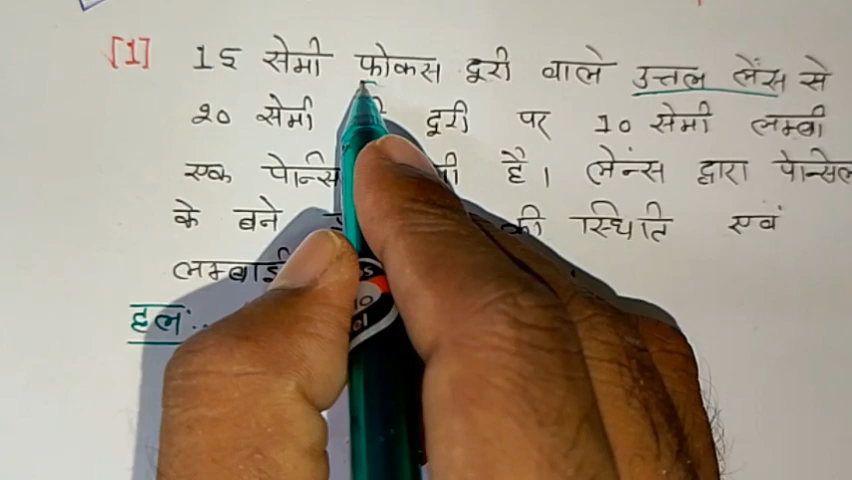 [1] 15 सेमी फोकस दूरी वाले उत्तल लेंस से
20 सेमी दूरी पर 10 सेमी लम्बी
एक है। लेन्स द्वारा पेन्सिल
के बने की स्थिति एवं
लम्बाई
हल:..